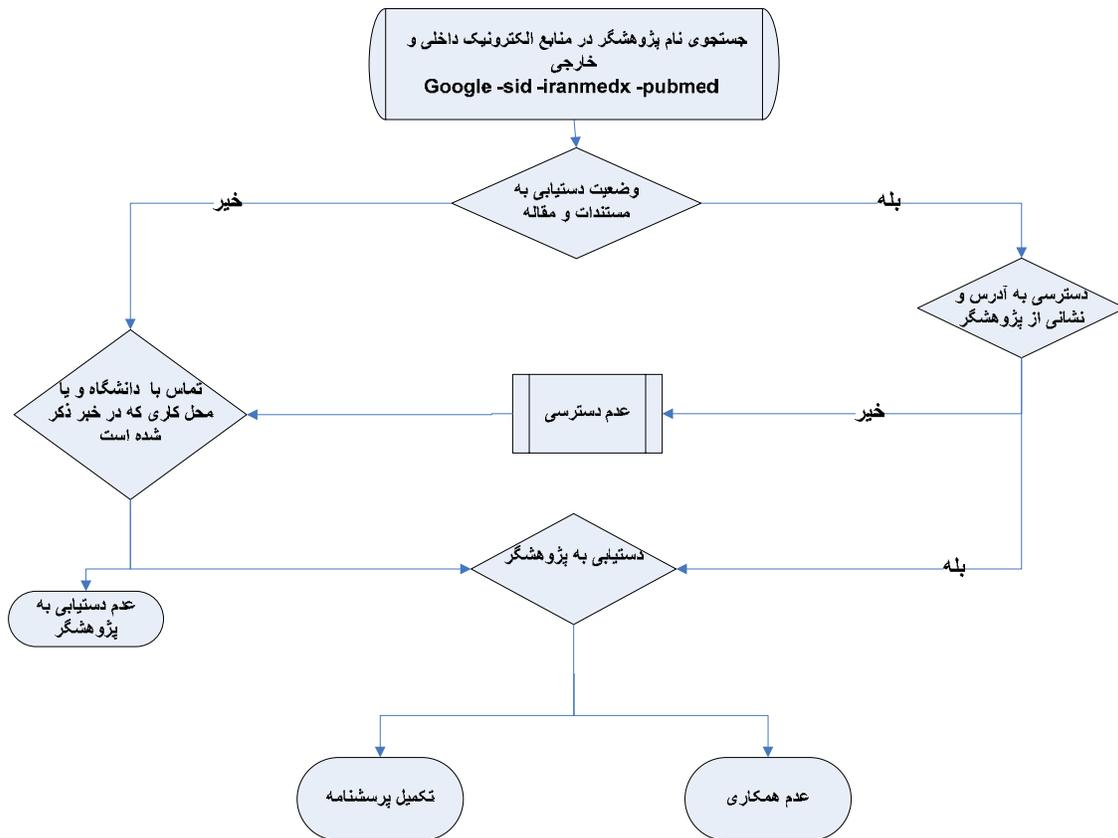 جستجوی نام پژوهشگر در منابع الکترونیک داخلی و
خارجی
Google -sid -iranmedx -pubmed
وضعیت دستیابی به
مستندات و مقاله
بله
خیر
دسترسی به آدرس و
نشانی از پژوهشگر
خیر
عدم دسترسی
تماس با دانشگاه و یا
محل کاری که در خبر ذکر
شده است
بله
دستیابی به پژوهشگر
عدم دستیابی به
پژوهشگر
عدم همکاری
تکمیل پرسشنامه